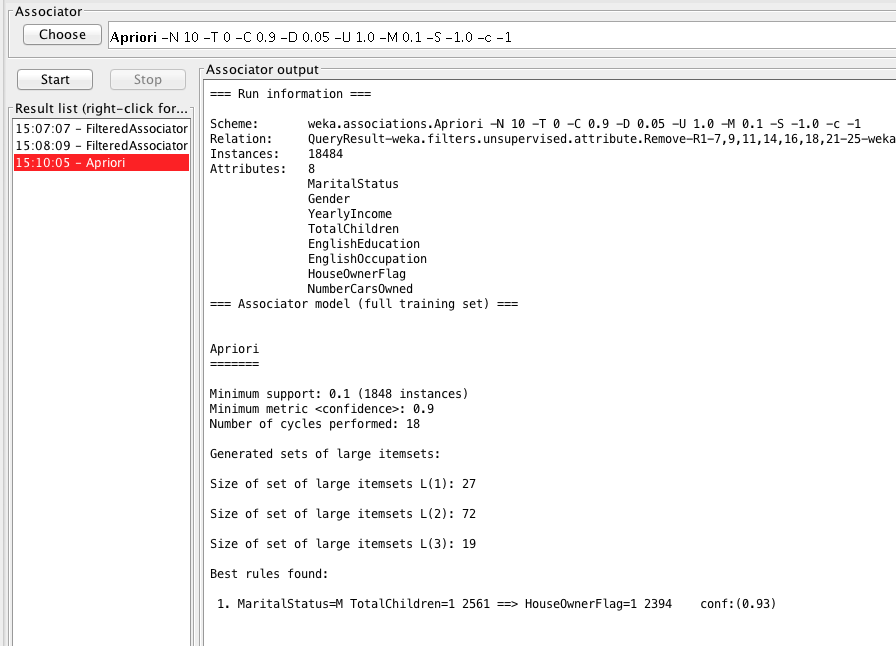 Associator
Choose
Apriori -N 10 -T 0 -C 0.9 -D 0.05 -U 1.0 -M 0.1 -S -1.0 -c -1
Start
Stop
Result list (right-click for...
15:07:07 - FilteredAssociator
15:08:09 - FilteredAssociator
15:10:05 - Apriori
Associator output
=== Run information ===
Scheme: weka.associations.Apriori -N 10 -T 0 -C 0.9 -D 0.05 -U 1.0 -M 0.1 -S -1.0 -c -1
Relation: QueryResult-weka.filters.unsupervised.attribute.Remove-R1-7,9,11,14,16,18,21-25-weka
Instances: 18484
Attributes: 8
MaritalStatus
Gender
YearlyIncome
TotalChildren
EnglishEducation
EnglishOccupation
HouseOwnerFlag
NumberCarsOwned
=== Associator model (full training set) ===
Apriori
=======
Minimum support: 0.1 (1848 instances)
Minimum metric <confidence>: 0.9
Number of cycles performed: 18
Generated sets of large itemsets:
Size of set of large itemsets L(1): 27
Size of set of large itemsets L(2): 72
Size of set of large itemsets L(3): 19
Best rules found:
1. MaritalStatus=M TotalChildren=1 2561 ==> HouseOwnerFlag=1 2394 conf:(0.93)